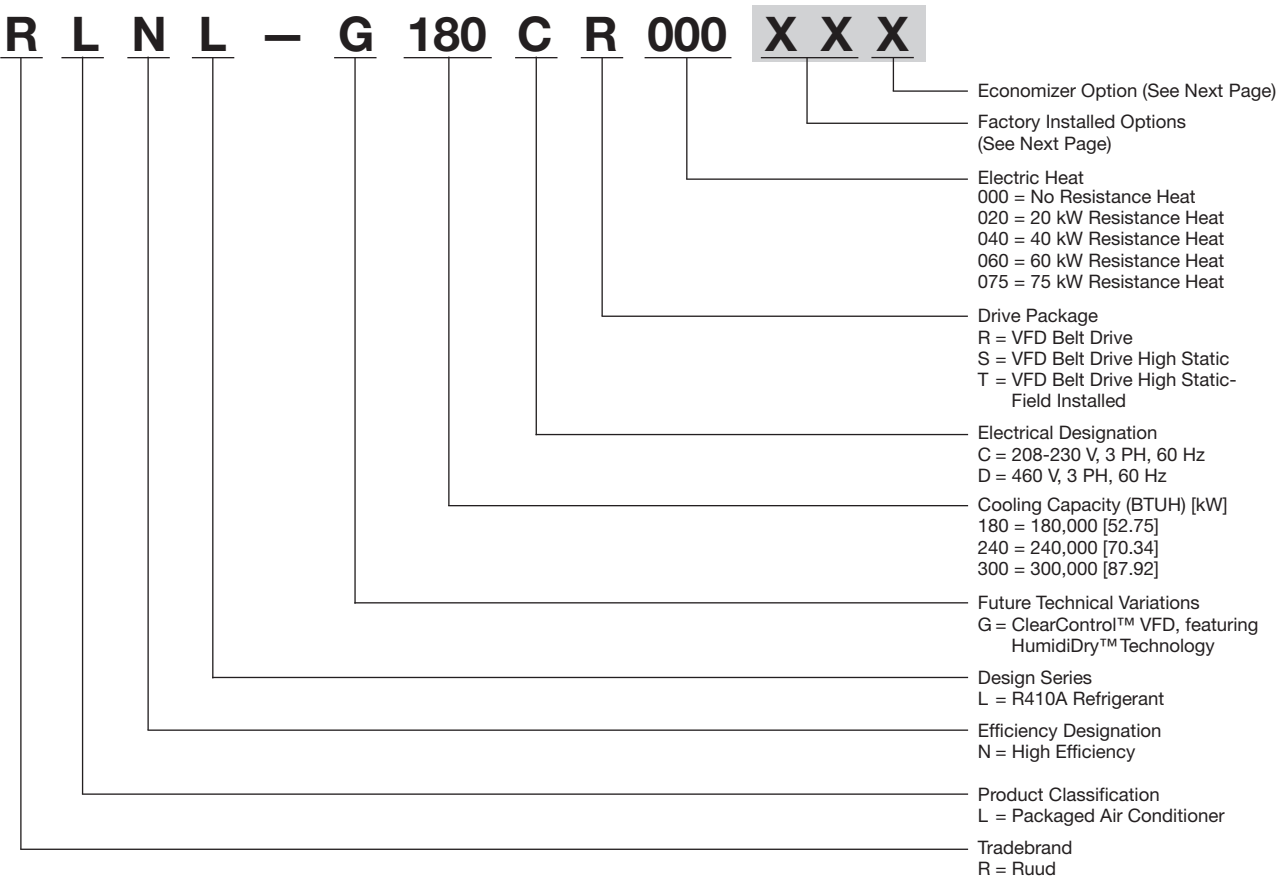 R L N L – G 180 C R 000 X X X
Economizer Option (See Next Page)
Factory Installed Options
(See Next Page)
Electric Heat
000 = No Resistance Heat
020 = 20 kW Resistance Heat
040 = 40 kW Resistance Heat
060 = 60 kW Resistance Heat
075 = 75 kW Resistance Heat
Drive Package
R = VFD Belt Drive
S = VFD Belt Drive High Static
T = VFD Belt Drive High Static-
Field Installed
Electrical Designation
C = 208-230 V, 3 PH, 60 Hz
D = 460 V, 3 PH, 60 Hz
Cooling Capacity (BTUH) [kW]
180 = 180,000 [52.75]
240 = 240,000 [70.34]
300 = 300,000 [87.92]
Future Technical Variations
G = ClearControl™ VFD, featuring
HumidiDry™ Technology
Design Series
L = R410A Refrigerant
Efficiency Designation
N = High Efficiency
Product Classification
L = Packaged Air Conditioner
Tradebrand
R = Ruud